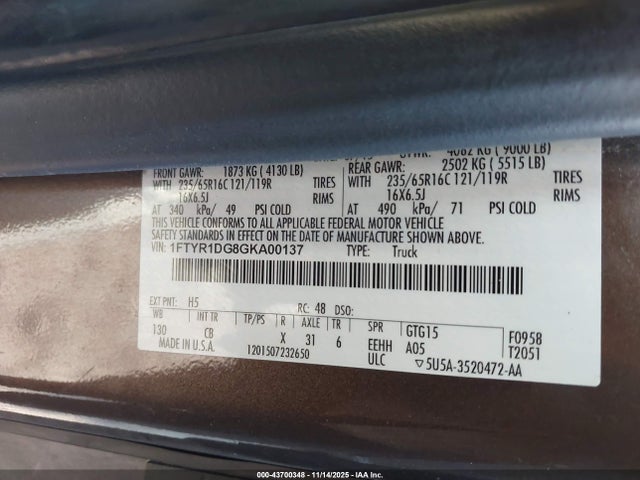 4082 KG ( 9000 LB)
FRONT GAWR: 1873 KG ( 4130 LB) REAR GAWR: 2502 KG ( 5515 LB)
WITH 235/65R16C 121/119R TIRES WITH 235/65R16C 121/119R TIRES
16X6.5J RIMS 16X6.5J RIMS
AT 340 kPa/ 49 PSI COLD AT 490 kPa/ 71 PSI COLD
THIS VEHICLE CONFORMS TO ALL APPLICABLE FEDERAL MOTOR VEHICLE
SAFETY STANDARDS IN EFFECT ON THE DATE OF MANUFACTURE SHOWN ABOVE.
VIN: 1FTYR1DG8GKA00137 TYPE: Truck
EXT PNT: H5 RC: 48 DSO:
WB INT TR TP/PS R AXLE TR SPR GTG15 F0958
130 CB X 31 6 EEHH A05 T2051
MADE IN U.S.A. 1201507232650 ULC ▽5U5A-3520472-AA
000-43700348 | 11/14/2025 | IAA Inc.